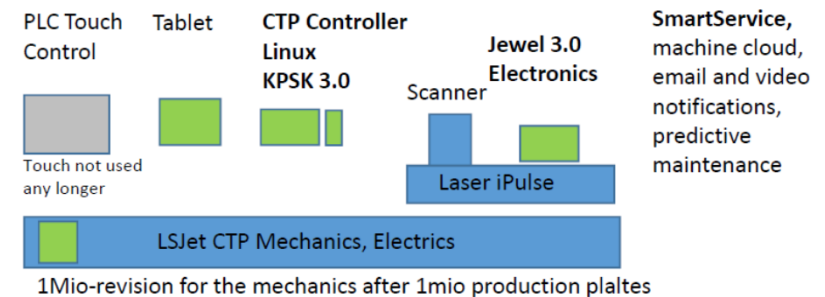 PLC Touch
Control
Tablet
CTP Controller
Linux
KPSK 3.0
Jewel 3.0
Electronics
Scanner
SmartService,
machine cloud,
email and video
notifications,
predictive
maintenance
Touch not used
any longer
Laser iPulse
LSJet CTP Mechanics, Electrics
1Mio-revision for the mechanics after 1mio production plaltes